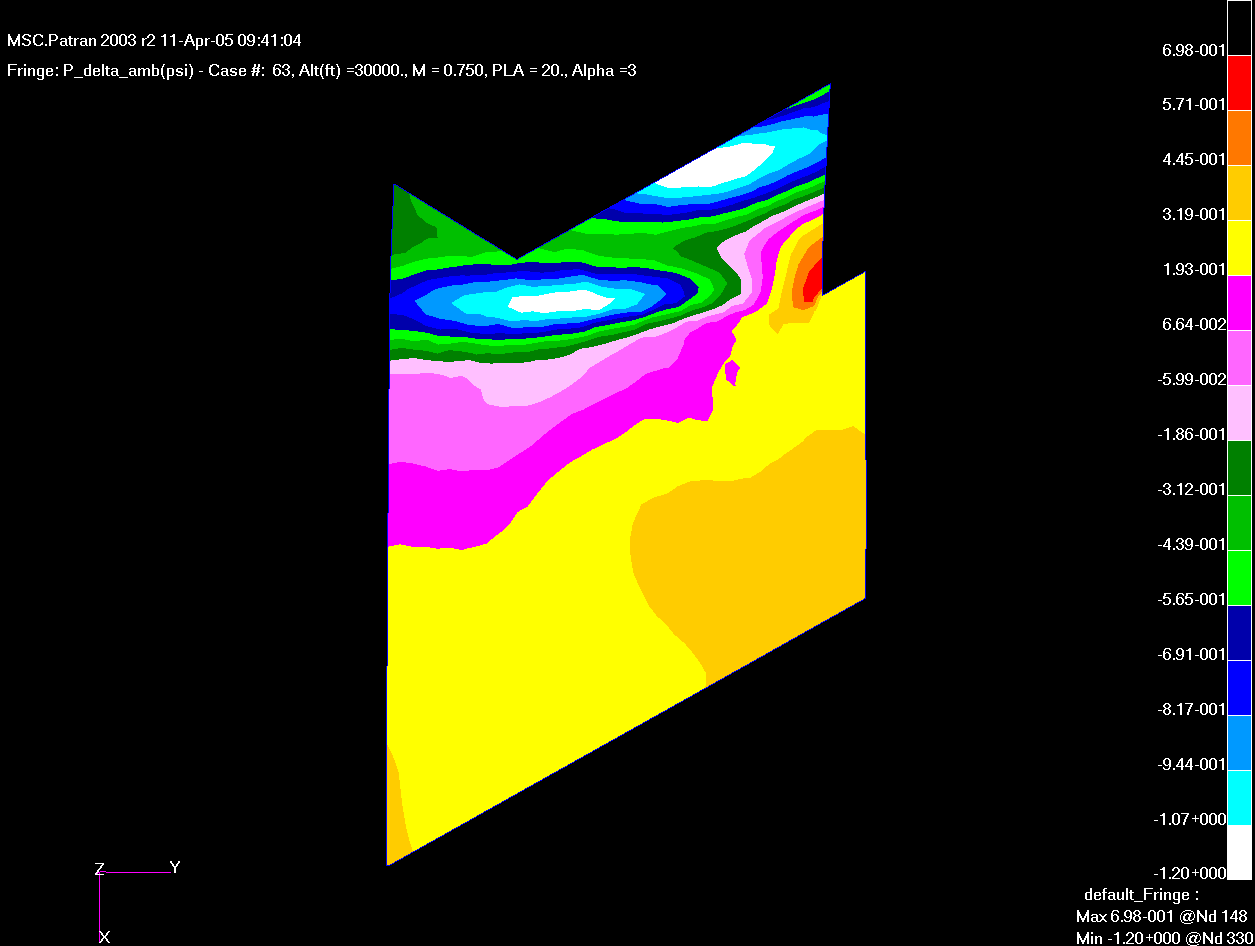 MSC.Patran 2003 r2 11-Apr-05 09:41:04
Fringe: P_delta_amb(psi) - Case #: 63, Alt(ft) =30000., M = 0.750, PLA = 20., Alpha =3
6.98-001
5.71-001
4.45-001
3.19-001
1.93-001
6.64-002
-5.99-002
-1.86-001
-3.12-001
-4.39-001
-5.65-001
-6.91-001
-8.17-001
-9.44-001
-1.07+000
-1.20+000
Z Y
X
default_Fringe :
Max 6.98-001 @Nd 148
Min -1.20+000 @Nd 330